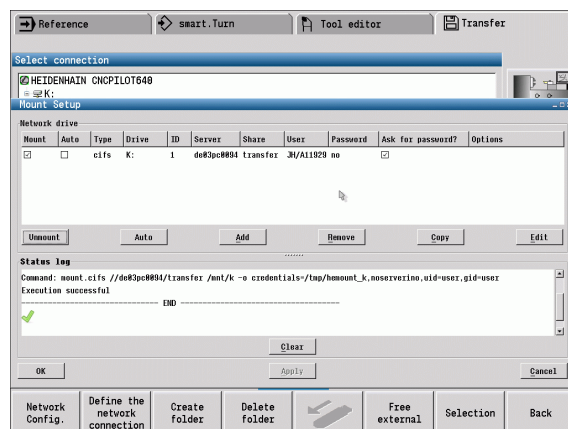 Reference
smart.Turn
Tool editor
Transfer
Select connection
HEIDENHAIN CNCPILOT640
K:
Mount Setup
Network drive
Mount Auto Type Drive ID Server Share User Password Ask for password? Options
cifs K: 1 de03pc0094 transfer JH/A11929 no
Unmount Auto Add Remove Copy Edit
Status log
Command: mount.cifs //de03pc0094/transfer /mnt/k -o credentials=/tmp/hemount_k,noserverino,uid=user,gid=user
Execution successful
------------------------------ END ------------------------------
Clear
OK Apply Cancel
Network Config.
Define the network connection
Create folder
Delete folder
Free external
Selection
Back